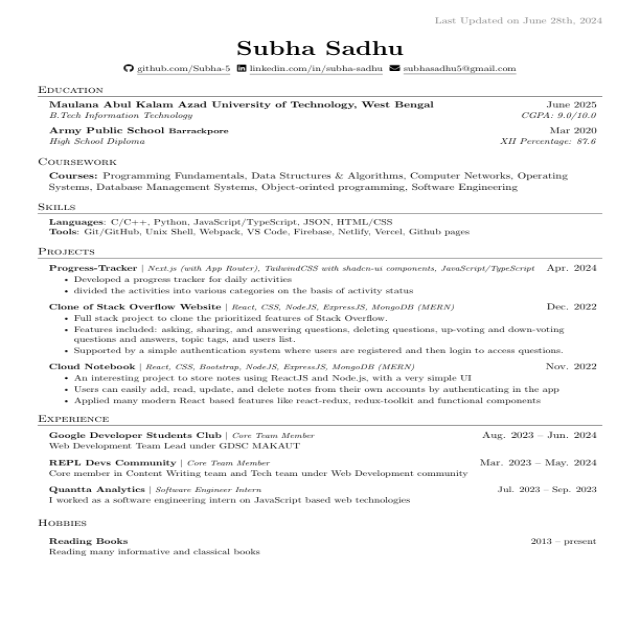 Last Updated on June 28th, 2024
Subha Sadhu
github.com/Subha-5 linkedin.com/in/subha-sadhu subhasadhu5@gmail.com
Education
Maulana Abul Kalam Azad University of Technology, West Bengal June 2025
B.Tech Information Technology CGPA: 9.0/10.0
Army Public School Barrackpore Mar 2020
High School Diploma XII Percentage: 87.6
Coursework
Courses: Programming Fundamentals, Data Structures & Algorithms, Computer Networks, Operating
Systems, Database Management Systems, Object-orinted programming, Software Engineering
Skills
Languages: C/C++, Python, JavaScript/TypeScript, JSON, HTML/CSS
Tools: Git/GitHub, Unix Shell, Webpack, VS Code, Firebase, Netlify, Vercel, Github pages
Projects
Progress-Tracker | Next.js (with App Router), TailwindCSS with shadcn-ui components, JavaScript/TypeScript Apr. 2024
• Developed a progress tracker for daily activities
• divided the activities into various categories on the basis of activity status
Clone of Stack Overflow Website | React, CSS, NodeJS, ExpressJS, MongoDB (MERN) Dec. 2022
• Full stack project to clone the prioritized features of Stack Overflow.
• Features included: asking, sharing, and answering questions, deleting questions, up-voting and down-voting
questions and answers, topic tags, and users list.
• Supported by a simple authentication system where users are registered and then login to access questions.
Cloud Notebook | React, CSS, Bootstrap, NodeJS, ExpressJS, MongoDB (MERN) Nov. 2022
• An interesting project to store notes using ReactJS and Node.js, with a very simple UI
• Users can easily add, read, update, and delete notes from their own accounts by authenticating in the app
• Applied many modern React based features like react-redux, redux-toolkit and functional components
Experience
Google Developer Students Club | Core Team Member Aug. 2023 – Jun. 2024
Web Development Team Lead under GDSC MAKAUT
REPL Devs Community | Core Team Member Mar. 2023 – May. 2024
Core member in Content Writing team and Tech team under Web Development community
Quantta Analytics | Software Engineer Intern Jul. 2023 – Sep. 2023
I worked as a software engineering intern on JavaScript based web technologies
Hobbies
Reading Books 2013 – present
Reading many informative and classical books